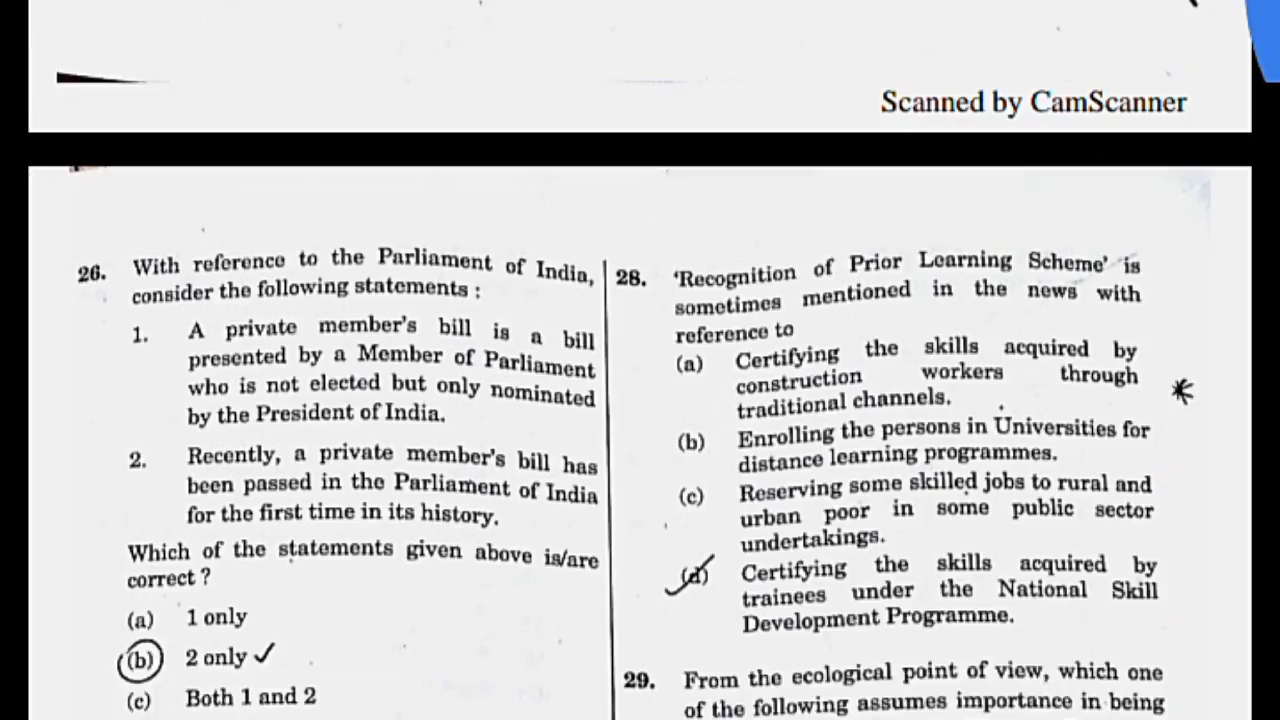 Scanned by CamScanner
26. With reference to the Parliament of India,
consider the following statements :
1. A private member's bill is a bill
presented by a Member of Parliament
who is not elected but only nominated
by the President of India.
2. Recently, a private member's bill has
been passed in the Parliament of India
for the first time in its history.
Which of the statements given above is/are
correct ?
(a) 1 only
(b) 2 only
(c) Both 1 and 2
28. 'Recognition of Prior Learning Scheme' is
sometimes mentioned in the news with
reference to
(a) Certifying the skills acquired by
construction workers through
traditional channels.
(b) Enrolling the persons in Universities for
distance learning programmes.
(c) Reserving some skilled jobs to rural and
urban poor in some public sector
undertakings.
(d) Certifying the skills acquired by
trainees under the National Skill
Development Programme.
29. From the ecological point of view, which one
of the following assumes importance in being